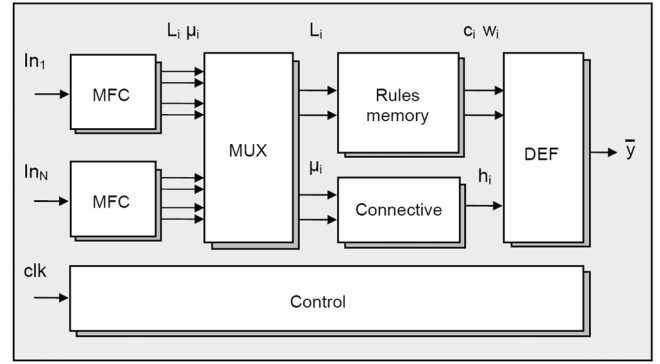 Lᵢ μᵢ
Lᵢ
cᵢ wᵢ
In₁
MFC
MUX
Rules
memory
DEF
ȳ
InN
MFC
μᵢ
Connective
hᵢ
clk
Control